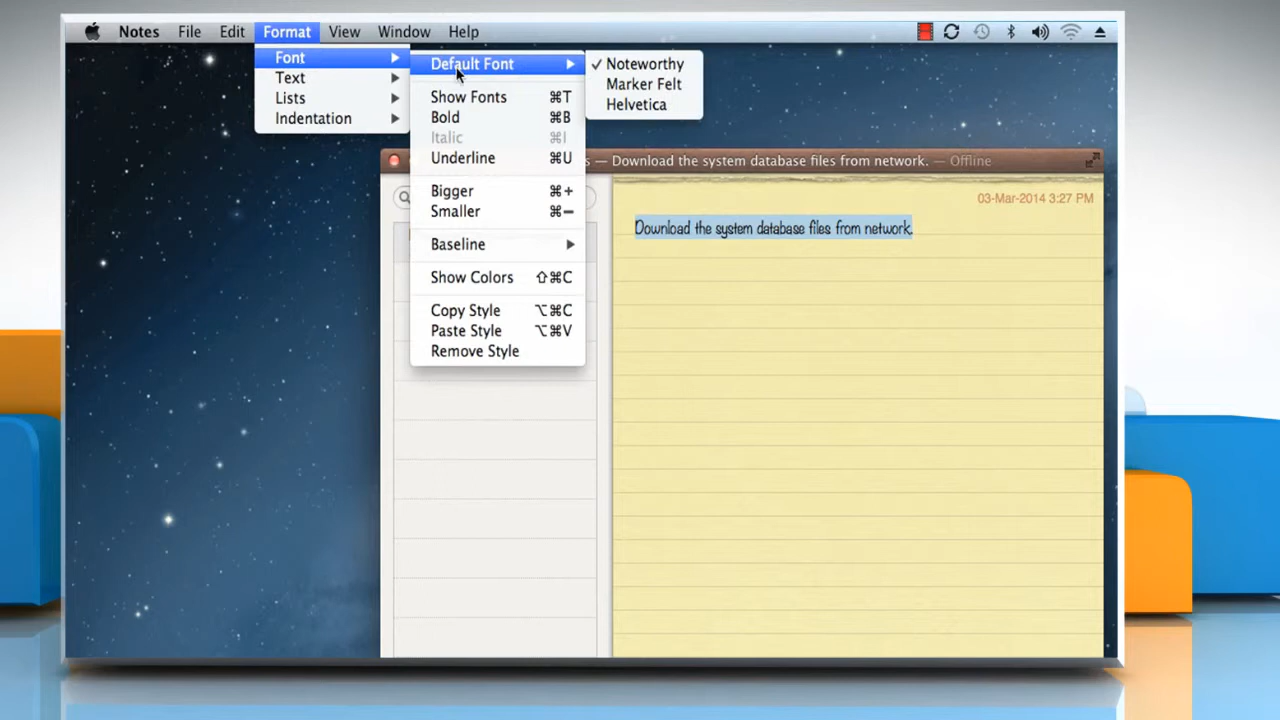 Notes File Edit Format View Window Help
Font
Text
Lists
Indentation
Default Font
Show Fonts ⌘T
Bold ⌘B
Italic ⌘I
Underline ⌘U
Bigger ⌘+
Smaller ⌘−
Baseline
Show Colors ⇧⌘C
Copy Style ⌥⌘C
Paste Style ⌥⌘V
Remove Style
✓ Noteworthy
Marker Felt
Helvetica
— Download the system database files from network. — Offline
03-Mar-2014 3:27 PM
Download the system database files from network.